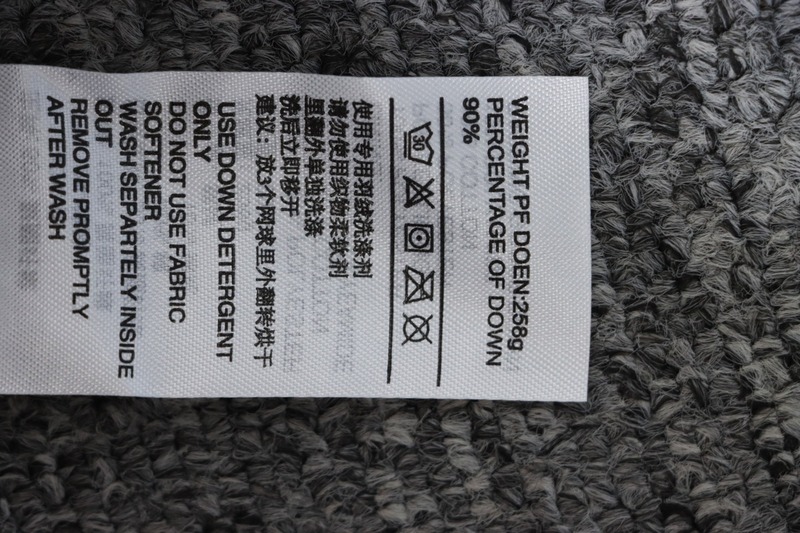 WEIGHT PF DOEN:258g
PERCENTAGE OF DOWN
90%
30
使用专用羽绒洗涤剂
请勿使用织物柔软剂
里翻外单独洗涤
洗后立即移开
建议：放3个网球里外翻转烘干
USE DOWN DETERGENT
ONLY
DO NOT USE FABRIC
SOFTENER
WASH SEPARTELY INSIDE
OUT
REMOVE PROMPTLY
AFTER WASH